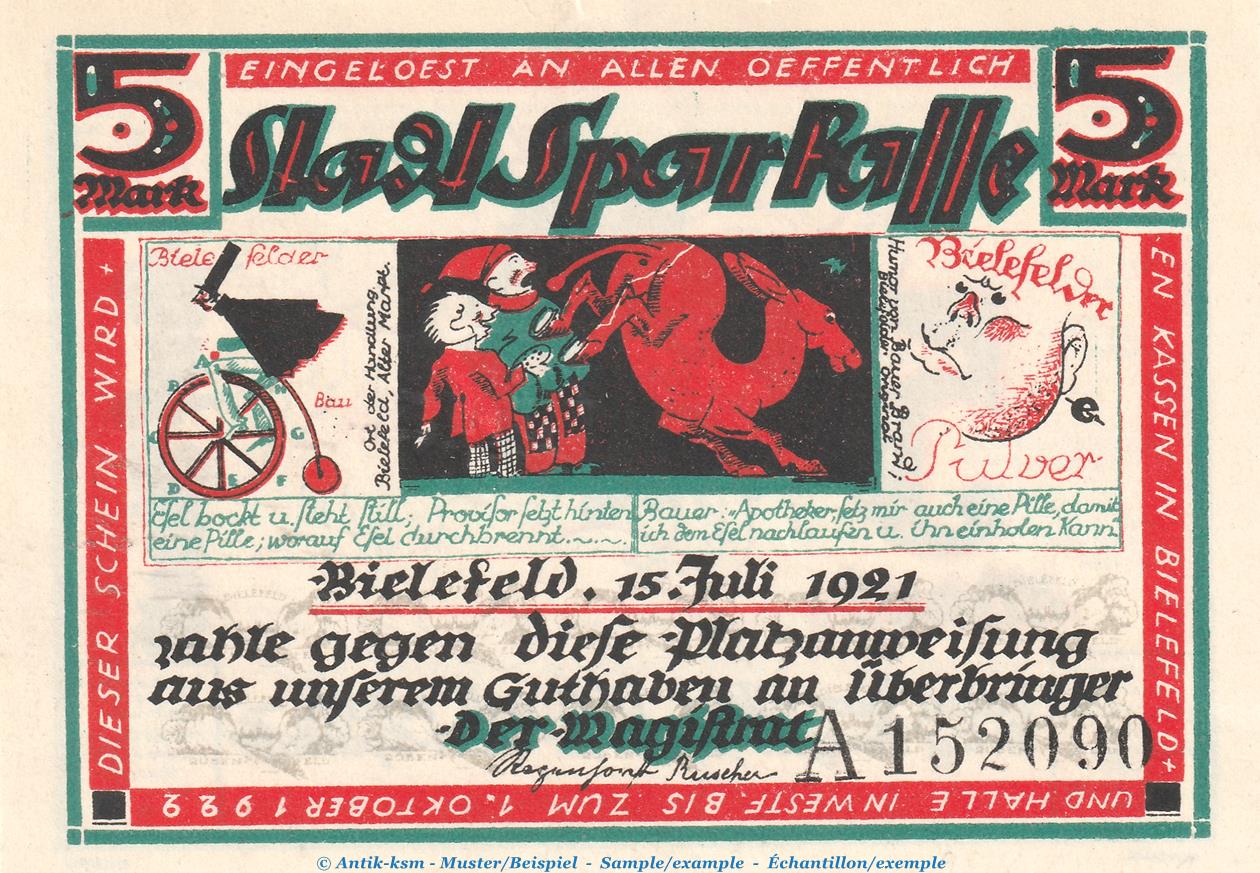 5 Mark
EINGELOEST AN ALLEN OEFFENTLICH
5 Mark
Stadt Sparkasse
DIESER SCHEIN WIRD +
Bielefelder
A
B
C
D
E
F
G
Bau
Ort der Handlung,
Bielefeld, Alter Markt.
Humor von Bauer Brand,
Bielefelder Original
Bielefelder
e
Pulver
EN KASSEN IN BIELEFELD +
Esel bockt u. steht still; Provisor setzt hinten
eine Pille; worauf Esel durchbrennt.~.~.~.
Bauer: „Apotheker, setz mir auch eine Pille, damit
ich dem Esel nachlaufen u. ihn einholen kann.
Bielefeld. 15. Juli 1921
zahle gegen diese Platzanweisung
aus unserem Guthaben an Überbringer
Der Magistrat
A152090
UND HALLE IN WESTF. BIS ZUM 1. OKTOBER 1922
© Antik-ksm - Muster/Beispiel - Sample/example - Échantillon/exemple